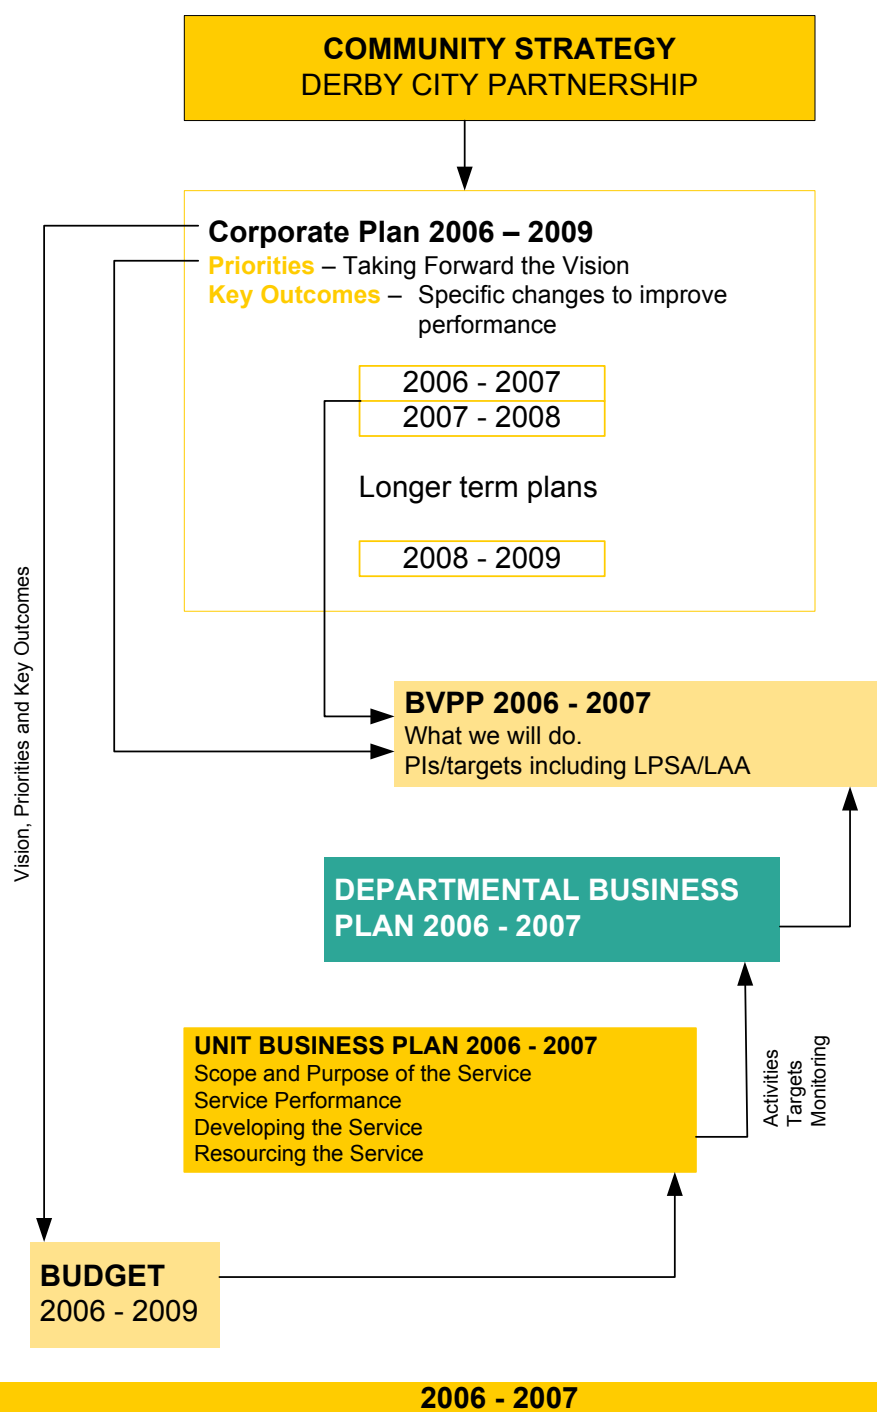 COMMUNITY STRATEGY
DERBY CITY PARTNERSHIP
Corporate Plan 2006 – 2009
Priorities – Taking Forward the Vision
Key Outcomes – Specific changes to improve
performance
2006 - 2007
2007 - 2008
Longer term plans
2008 - 2009
Vision, Priorities and Key Outcomes
BVPP 2006 - 2007
What we will do.
PIs/targets including LPSA/LAA
DEPARTMENTAL BUSINESS
PLAN 2006 - 2007
UNIT BUSINESS PLAN 2006 - 2007
Scope and Purpose of the Service
Service Performance
Developing the Service
Resourcing the Service
Activities
Targets
Monitoring
BUDGET
2006 - 2009
2006 - 2007